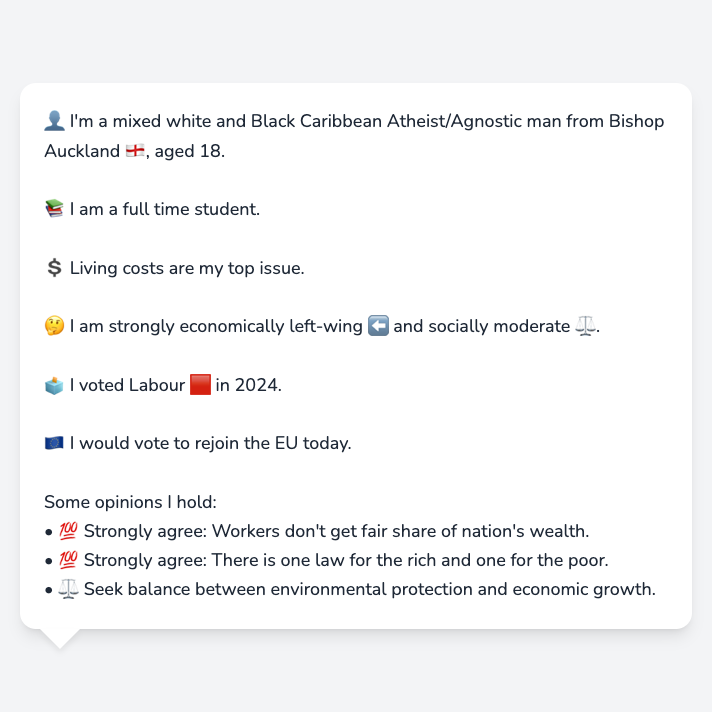 👤 I'm a mixed white and Black Caribbean Atheist/Agnostic man from Bishop
Auckland 🏴󠁧󠁢󠁥󠁮󠁧󠁿, aged 18.
📚 I am a full time student.
💲 Living costs are my top issue.
🤔 I am strongly economically left-wing ⬅️ and socially moderate ⚖️.
🗳️ I voted Labour 🟥 in 2024.
🇪🇺 I would vote to rejoin the EU today.
Some opinions I hold:
• 💯 Strongly agree: Workers don't get fair share of nation's wealth.
• 💯 Strongly agree: There is one law for the rich and one for the poor.
• ⚖️ Seek balance between environmental protection and economic growth.